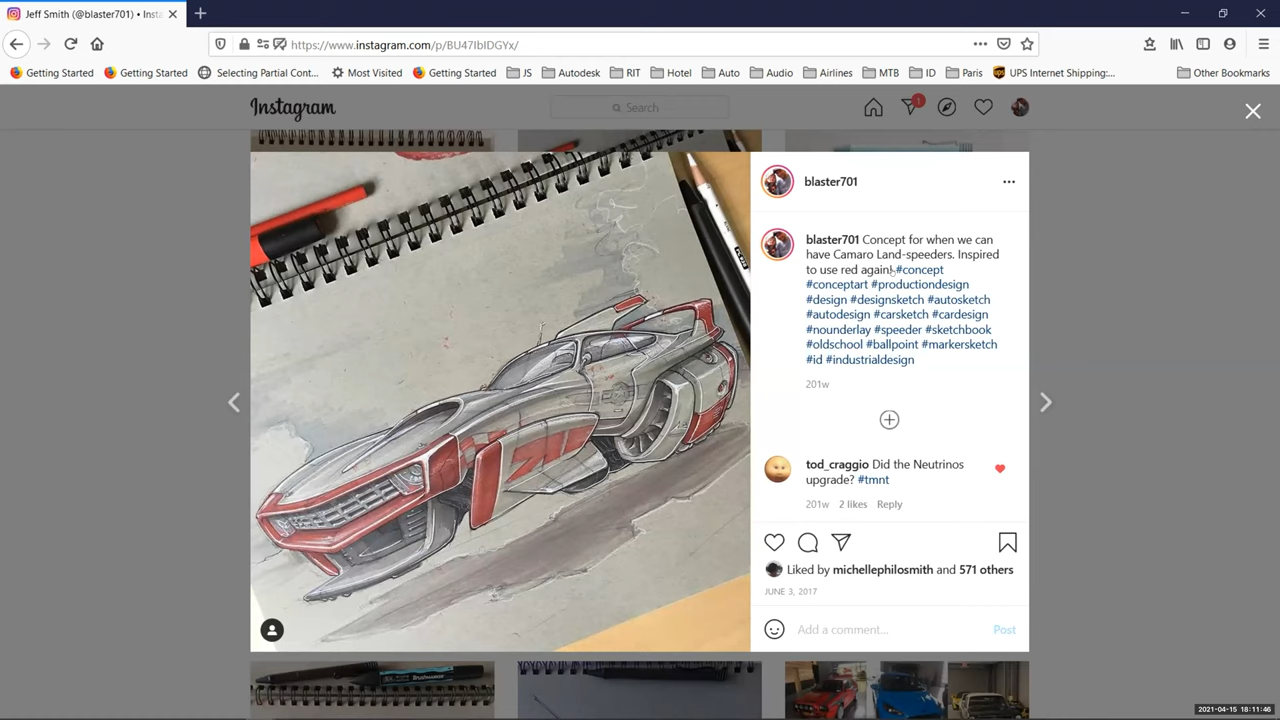 Jeff Smith (@blaster701) • Insta
https://www.instagram.com/p/BU47IbIDGYx/
Getting Started Getting Started Selecting Partial Cont... Most Visited Getting Started JS Autodesk RIT Hotel Auto Audio Airlines MTB ID Paris UPS Internet Shipping:... Other Bookmarks
Instagram Search 1
blaster701
blaster701 Concept for when we can
have Camaro Land-speeders. Inspired
to use red again! #concept
#conceptart #productiondesign
#design #designsketch #autosketch
#autodesign #carsketch #cardesign
#nounderlay #speeder #sketchbook
#oldschool #ballpoint #markersketch
#id #industrialdesign
201w
tod_craggio Did the Neutrinos
upgrade? #tmnt
201w 2 likes Reply
Liked by michellephilosmith and 571 others
JUNE 3, 2017
Add a comment... Post
2021-04-15 18:11:46